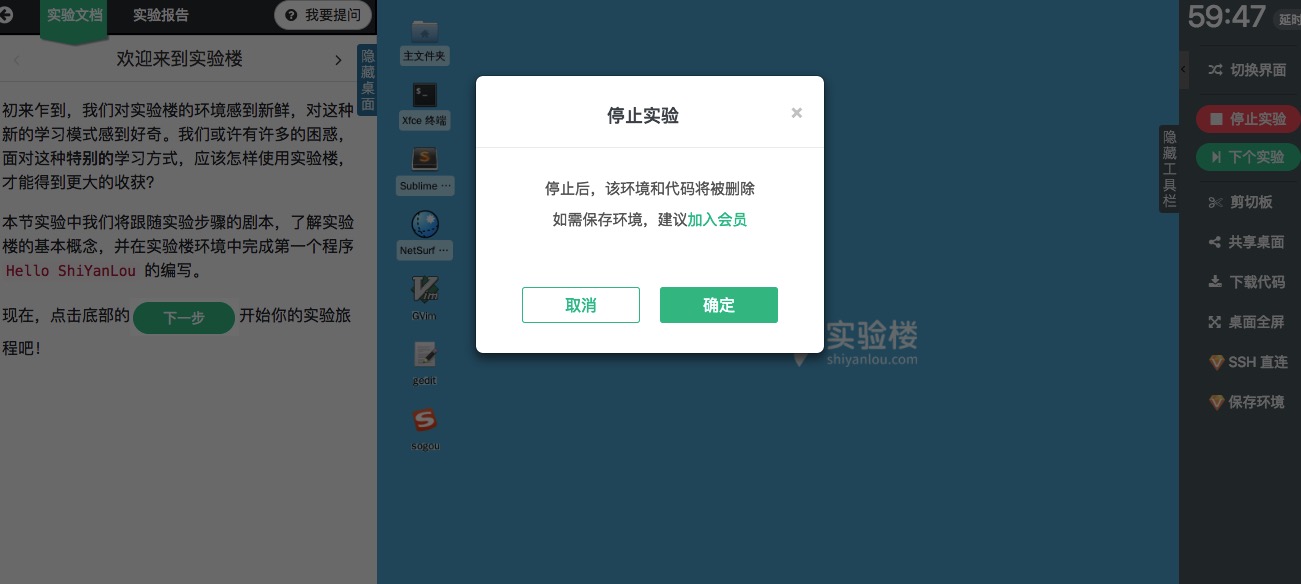 实验文档
实验报告
我要提问
欢迎来到实验楼
隐藏桌面
初来乍到，我们对实验楼的环境感到新鲜，对这种
新的学习模式感到好奇。我们或许有许多的困惑，
面对这种特别的学习方式，应该怎样使用实验楼，
才能得到更大的收获？
本节实验中我们将跟随实验步骤的剧本，了解实验
楼的基本概念，并在实验楼环境中完成第一个程序
Hello ShiYanLou 的编写。
现在，点击底部的 下一步 开始你的实验旅
程吧！
主文件夹
Xfce 终端
Sublime ···
NetSurf ···
GVim
gedit
sogou
停止实验
×
停止后，该环境和代码将被删除
如需保存环境，建议加入会员
取消
确定
实验楼
shiyanlou.com
隐藏工具栏
59:47
延时
切换界面
停止实验
下个实验
剪切板
共享桌面
下载代码
桌面全屏
SSH 直连
保存环境